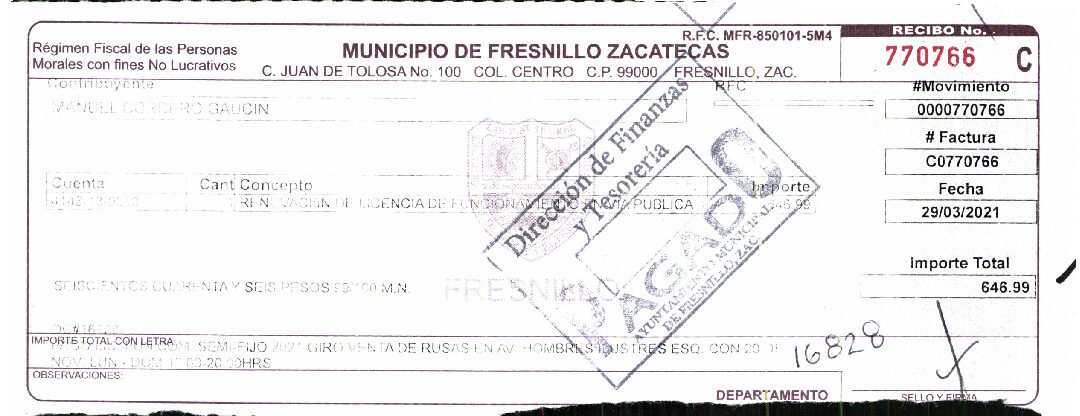 R.F.C. MFR-850101-5M4
RECIBO No.
Régimen Fiscal de las Personas
Morales con fines No Lucrativos
MUNICIPIO DE FRESNILLO ZACATECAS
C. JUAN DE TOLOSA No. 100 COL. CENTRO C.P. 99000 FRESNILLO, ZAC.
770766 C
Contribuyente
RFC
#Movimiento
MANUEL CORDERO GAUCIN
0000770766
# Factura
C0770766
Cuenta Cant Concepto Importe
Fecha
RENOVACION DE LICENCIA DE FUNCIONAMIENTO EN VIA PUBLICA 646.99
29/03/2021
Dirección de Finanzas
y Tesorería
PAGADO
AYUNTAMIENTO MUNICIPAL
DE FRESNILLO, ZAC
Importe Total
646.99
SEISCIENTOS CUARENTA Y SEIS PESOS 99/100 M.N.
FRESNILLO
IMPORTE TOTAL CON LETRA
SEMI-FIJO 2021 GIRO VENTA DE RUSAS EN AV. HOMBRES ILUSTRES ESQ. CON 20 DE
NOV. LUN - DOM
00-20:00HRS
16828
OBSERVACIONES:
DEPARTAMENTO
SELLO Y FIRMA